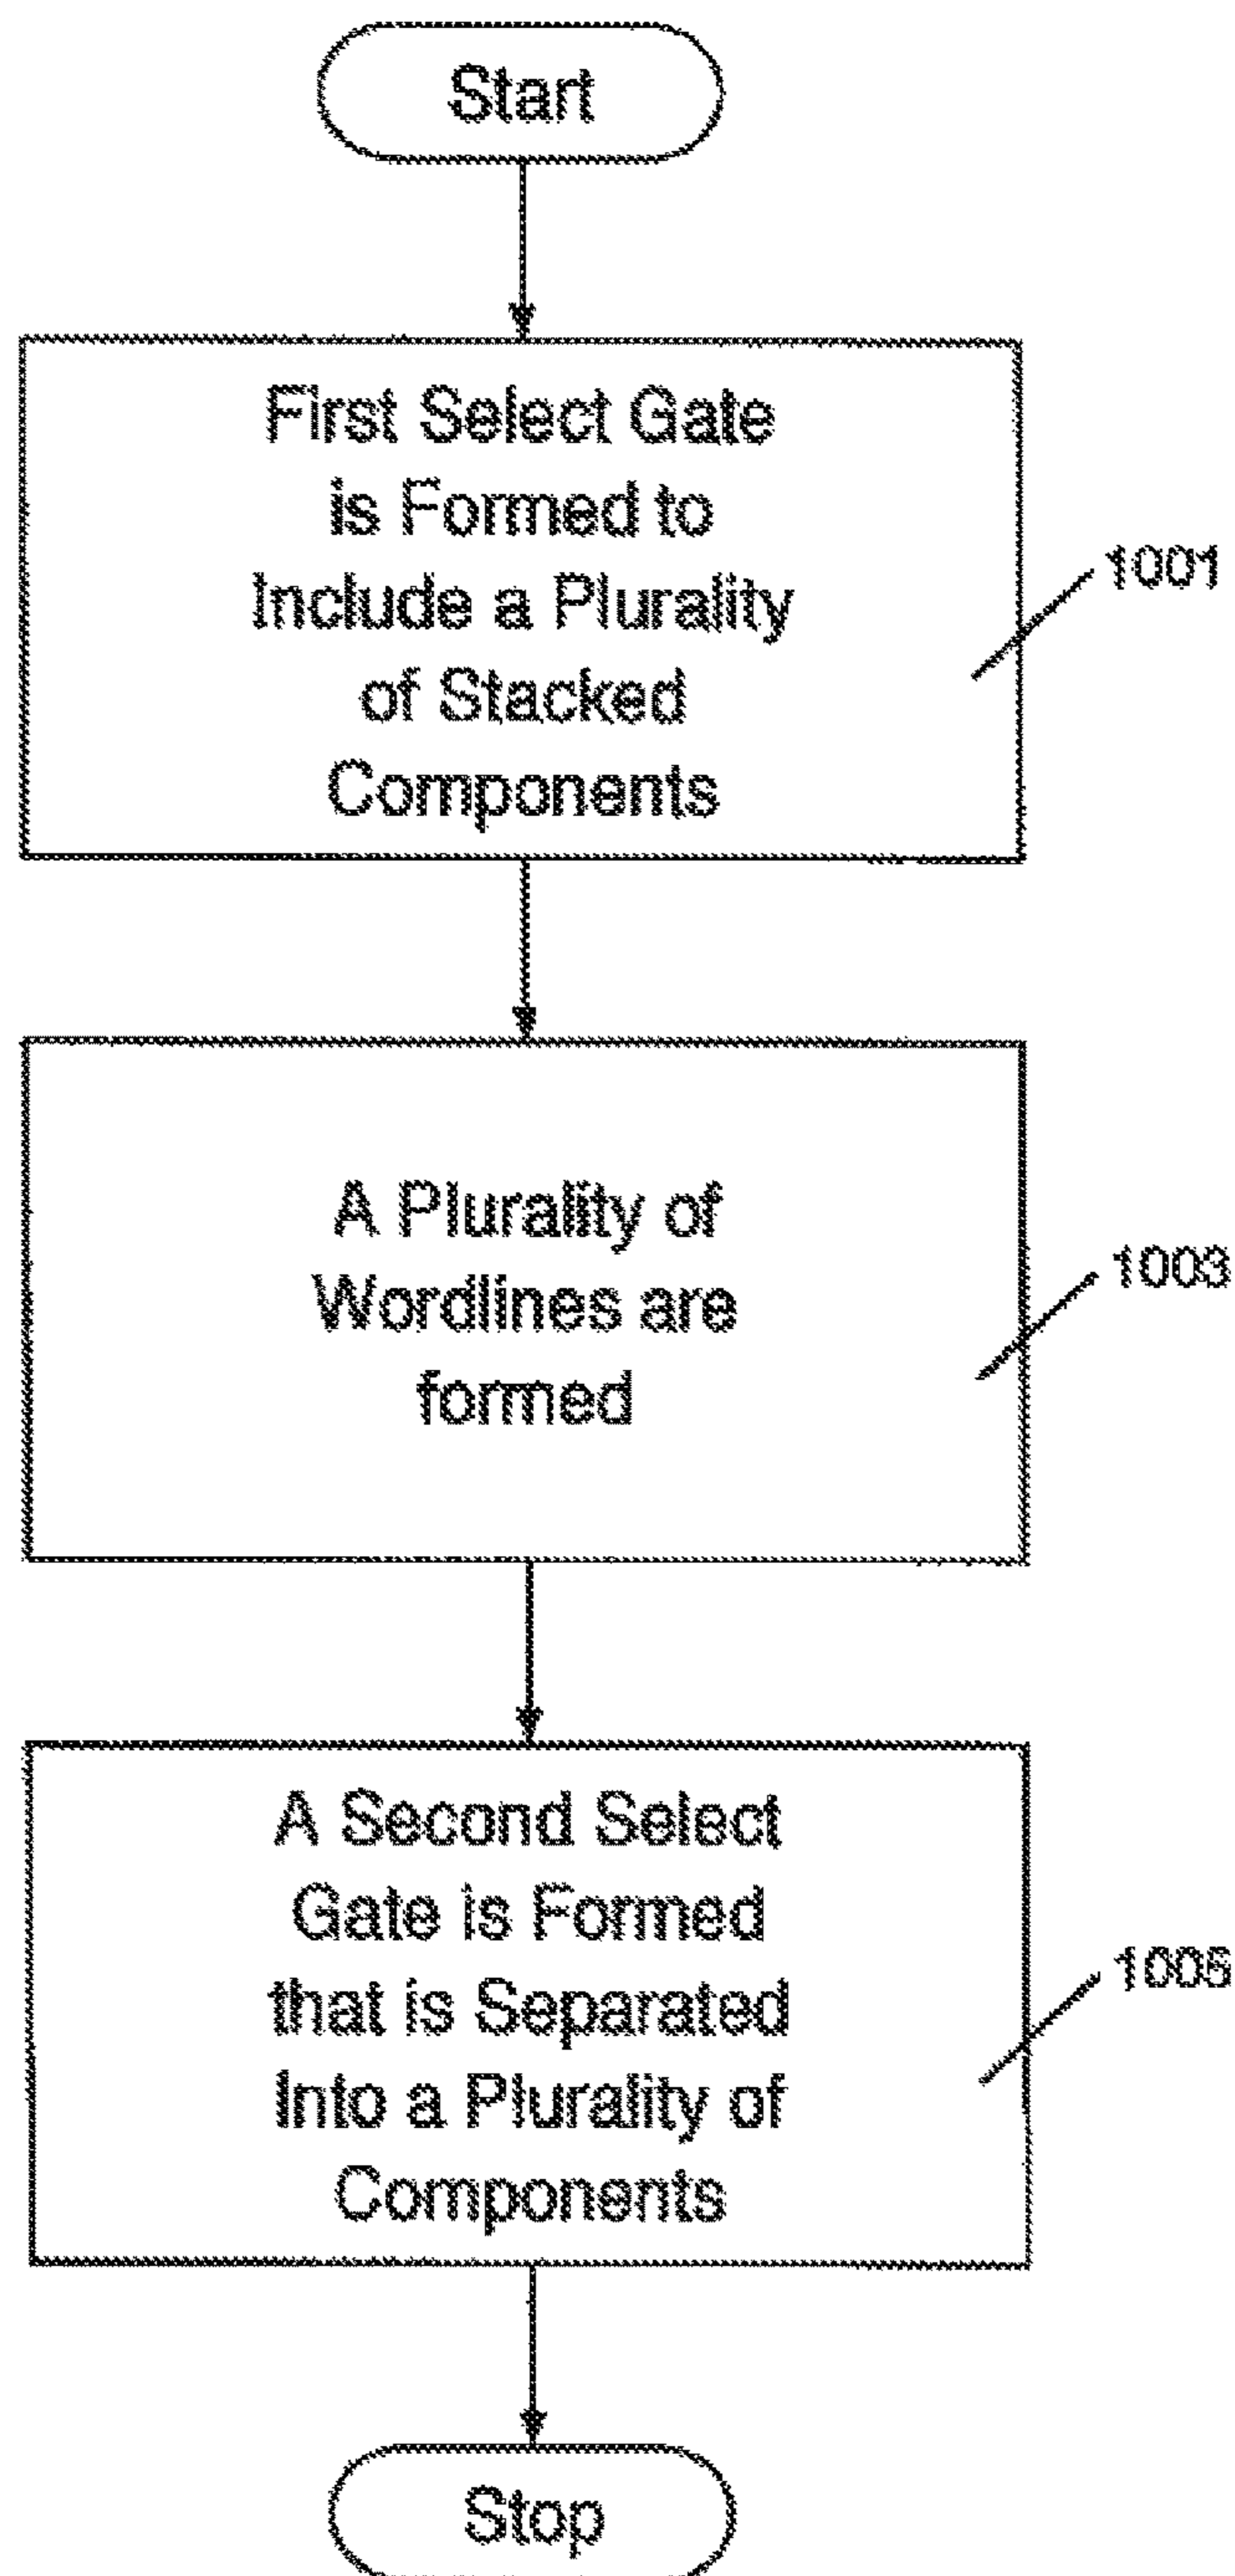 Start
First Select Gate
is Formed to
Include a Plurality
of Stacked
Components
1001
A Plurality of
Wordlines are
formed
1003
A Second Select
Gate is Formed
that is Separated
Into a Plurality of
Components
1005
Stop